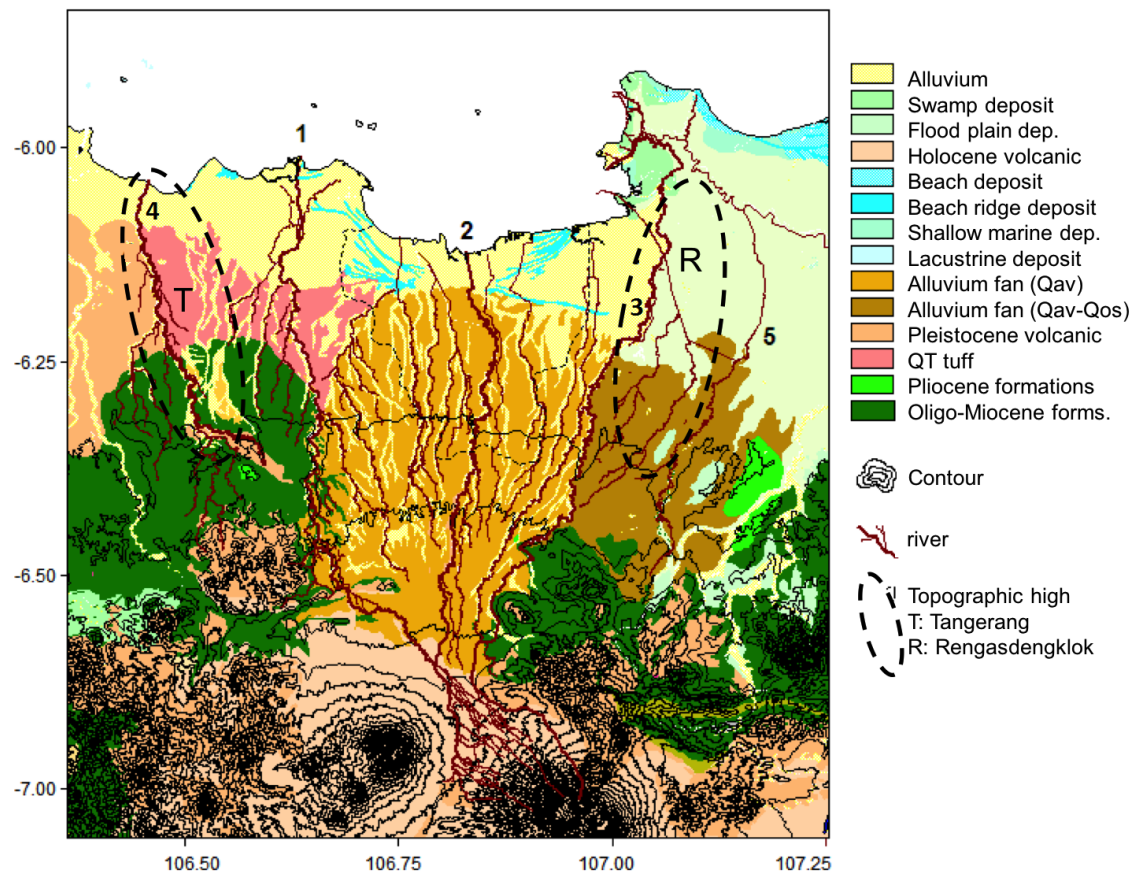 1
-6.00
4
2
T
R
3
5
-6.25
-6.50
-7.00
106.50
106.75
107.00
107.25
Alluvium
Swamp deposit
Flood plain dep.
Holocene volcanic
Beach deposit
Beach ridge deposit
Shallow marine dep.
Lacustrine deposit
Alluvium fan (Qav)
Alluvium fan (Qav-Qos)
Pleistocene volcanic
QT tuff
Pliocene formations
Oligo-Miocene forms.
Contour
river
Topographic high
T: Tangerang
R: Rengasdengklok